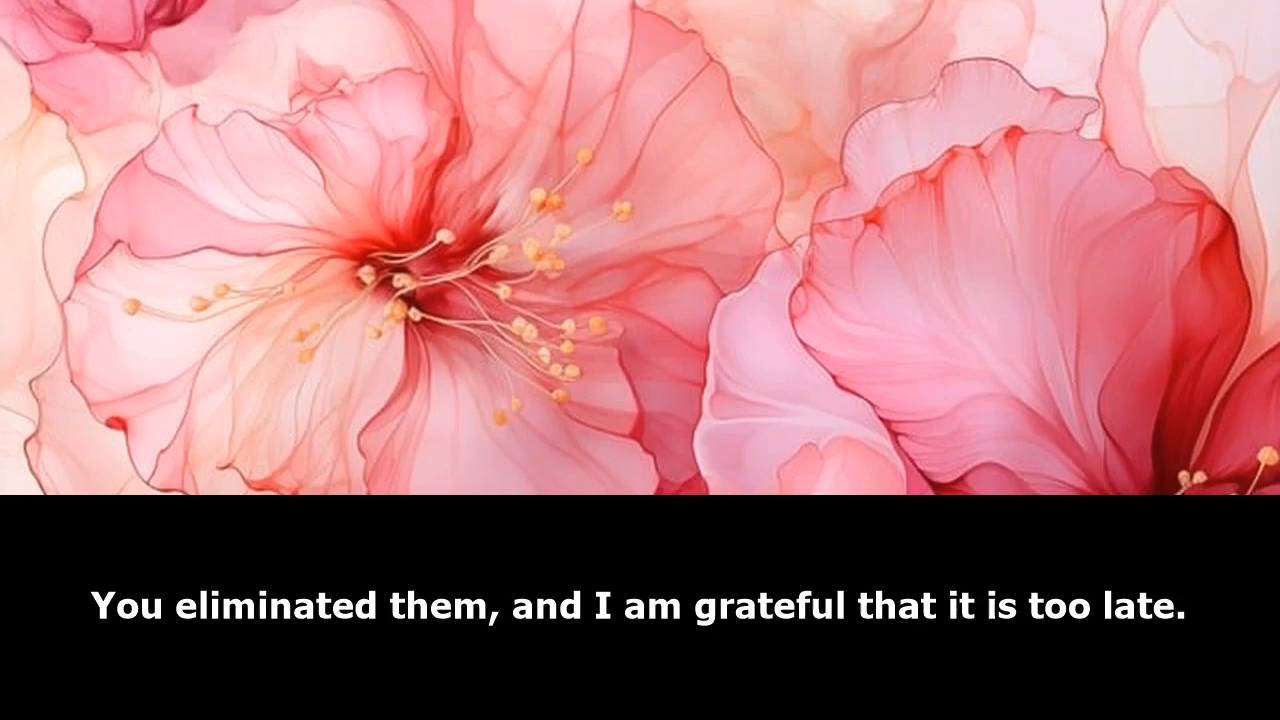 You eliminated them, and I am grateful that it is too late.